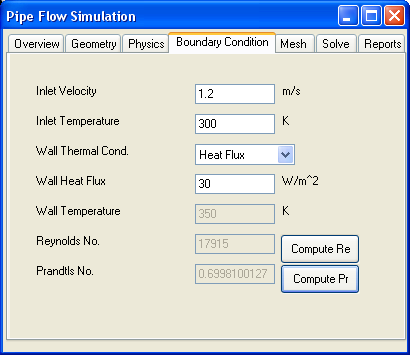 Pipe Flow Simulation
Overview Geometry Physics Boundary Condition Mesh Solve Reports
Inlet Velocity 1.2 m/s
Inlet Temperature 300 K
Wall Thermal Cond. Heat Flux
Wall Heat Flux 30 W/m^2
Wall Temperature 350 K
Reynolds No. 17915 Compute Re
Prandtls No. 0.6998100127 Compute Pr